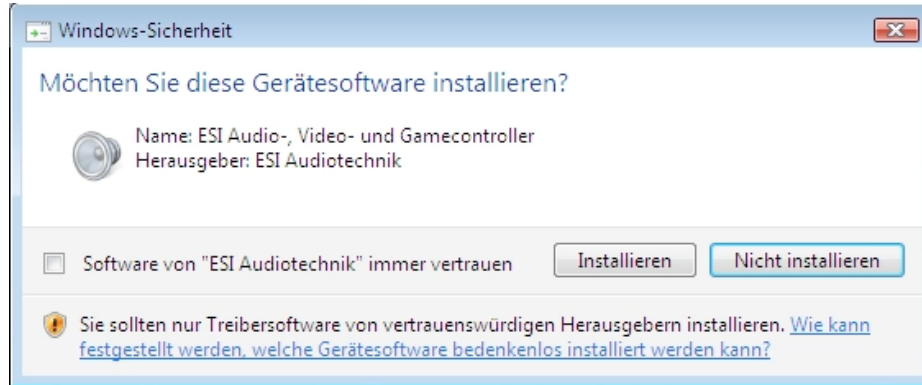 Windows-Sicherheit
Möchten Sie diese Gerätesoftware installieren?
Name: ESI Audio-, Video- und Gamecontroller
Herausgeber: ESI Audiotechnik
Software von "ESI Audiotechnik" immer vertrauen
Installieren
Nicht installieren
Sie sollten nur Treibersoftware von vertrauenswürdigen Herausgebern installieren. Wie kann
festgestellt werden, welche Gerätesoftware bedenkenlos installiert werden kann?